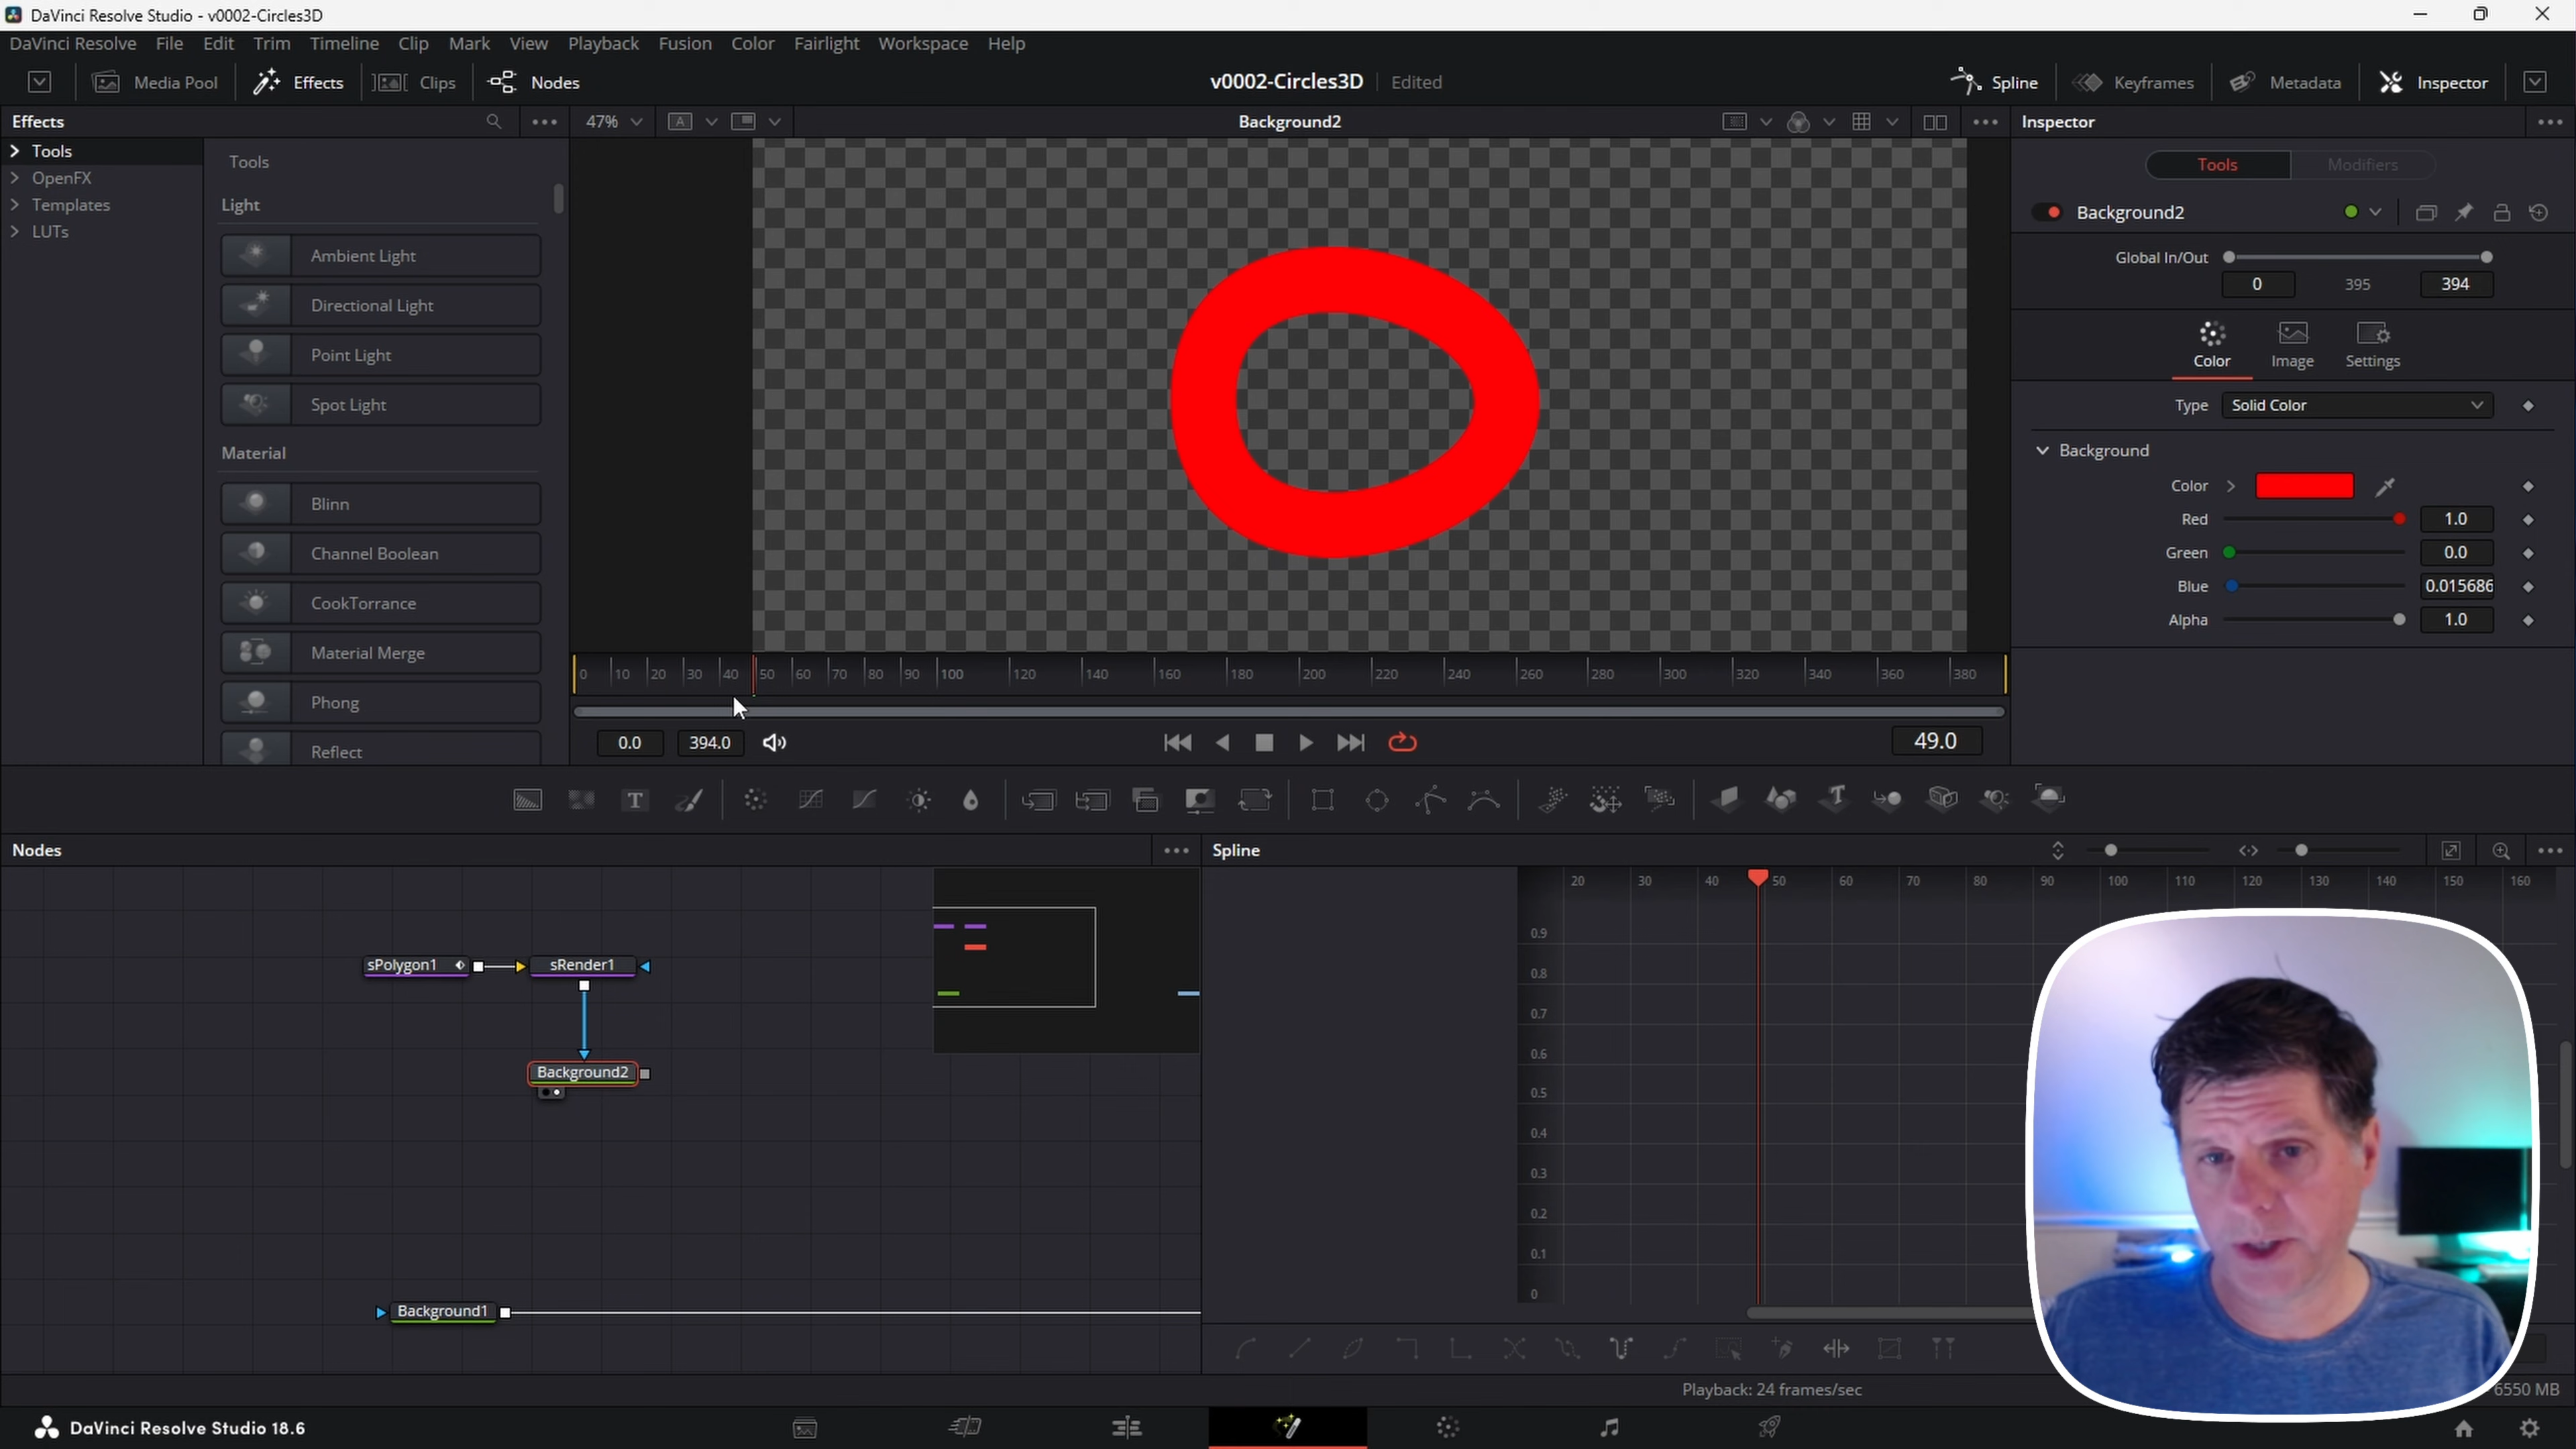 DaVinci Resolve Studio - v0002-Circles3D
DaVinci Resolve File Edit Trim Timeline Clip Mark View Playback Fusion Color Fairlight Workspace Help
Media Pool Effects Clips Nodes v0002-Circles3D Edited Spline Keyframes Metadata Inspector
Effects 47% A Background2 Inspector
Tools
OpenFX
Templates
LUTs
Tools
Light
Ambient Light
Directional Light
Point Light
Spot Light
Material
Blinn
Channel Boolean
CookTorrance
Material Merge
Phong
Reflect
Tools Modifiers
Background2
Global In/Out
0 395 394
Color Image Settings
Type Solid Color
Background
Color
Red 1.0
Green 0.0
Blue 0.015686
Alpha 1.0
0 10 20 30 40 50 60 70 80 90 100 120 140 160 180 200 220 240 260 280 300 320 340 360 380
0.0 394.0 49.0
T T
Nodes
sPolygon1 sRender1
Background2
Background1
Spline
20 30 40 50 60 70 80 90 100 110 120 130 140 150 160
0.9
0.8
0.7
0.6
0.5
0.4
0.3
0.2
0.1
0
Playback: 24 frames/sec 6550 MB
DaVinci Resolve Studio 18.6